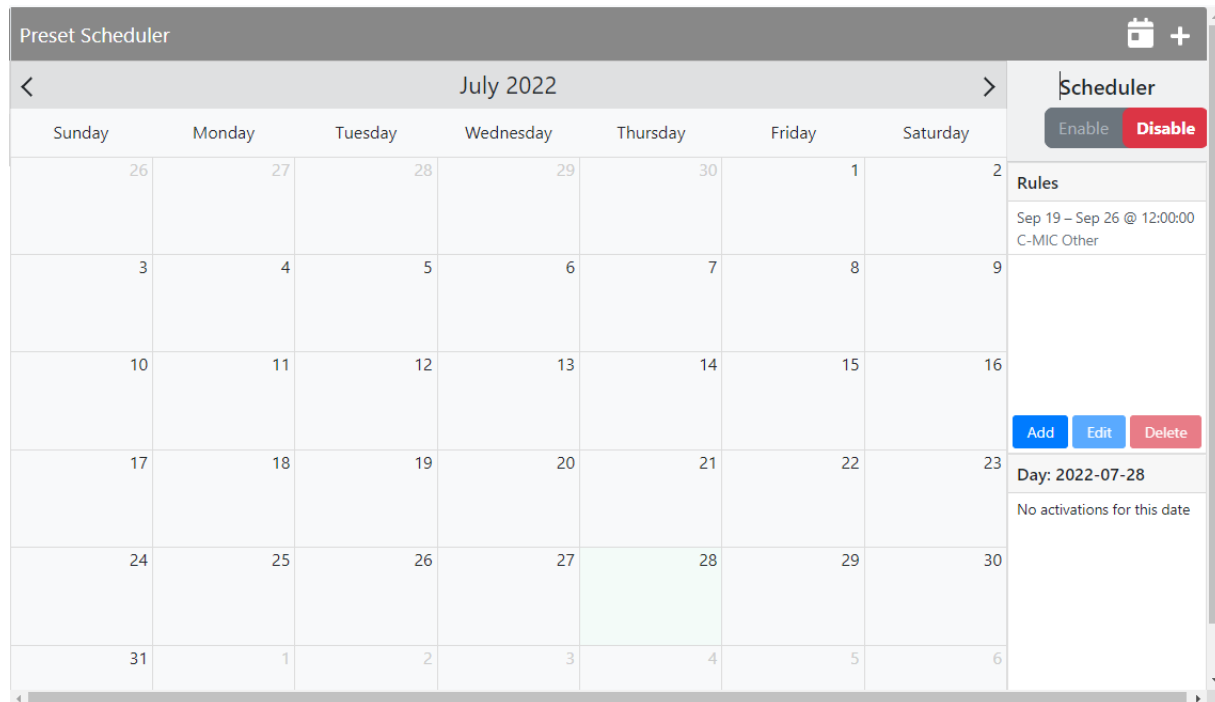 Preset Scheduler
July 2022
Scheduler
Enable Disable
Sunday Monday Tuesday Wednesday Thursday Friday Saturday
26 27 28 29 30 1 2
3 4 5 6 7 8 9
10 11 12 13 14 15 16
17 18 19 20 21 22 23
24 25 26 27 28 29 30
31 1 2 3 4 5 6
Rules
Sep 19 – Sep 26 @ 12:00:00
C-MIC Other
Add Edit Delete
Day: 2022-07-28
No activations for this date